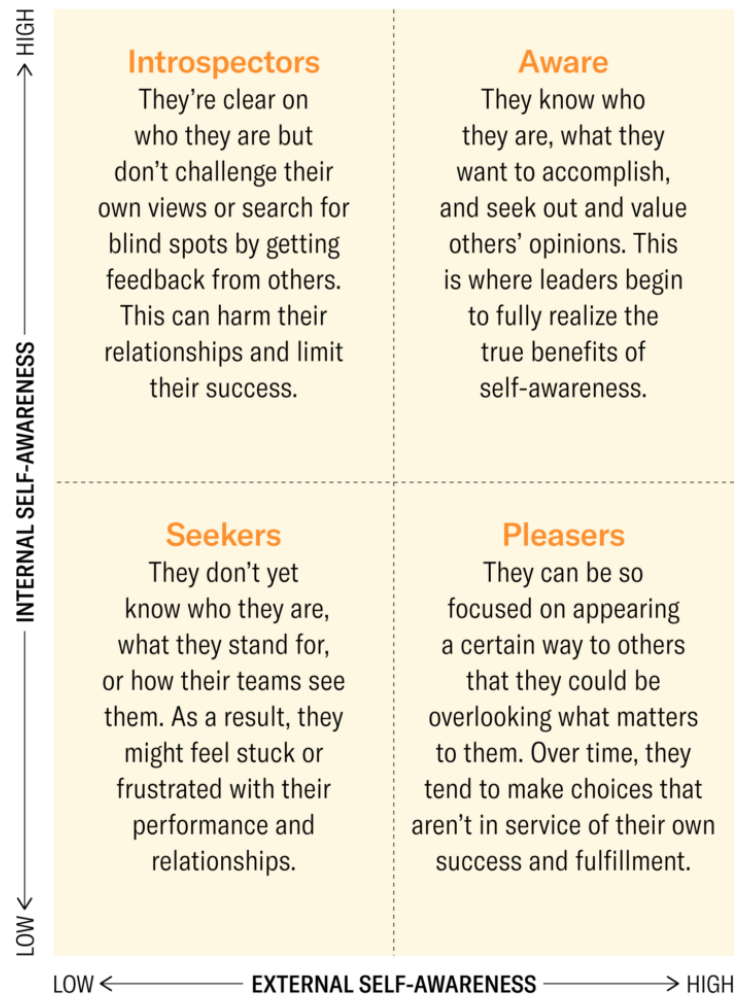 HIGH
INTERNAL SELF-AWARENESS
LOW
Introspectors
They’re clear on
who they are but
don’t challenge their
own views or search for
blind spots by getting
feedback from others.
This can harm their
relationships and limit
their success.
Aware
They know who
they are, what they
want to accomplish,
and seek out and value
others’ opinions. This
is where leaders begin
to fully realize the
true benefits of
self-awareness.
Seekers
They don’t yet
know who they are,
what they stand for,
or how their teams see
them. As a result, they
might feel stuck or
frustrated with their
performance and
relationships.
Pleasers
They can be so
focused on appearing
a certain way to others
that they could be
overlooking what matters
to them. Over time, they
tend to make choices that
aren’t in service of their own
success and fulfillment.
LOW EXTERNAL SELF-AWARENESS HIGH